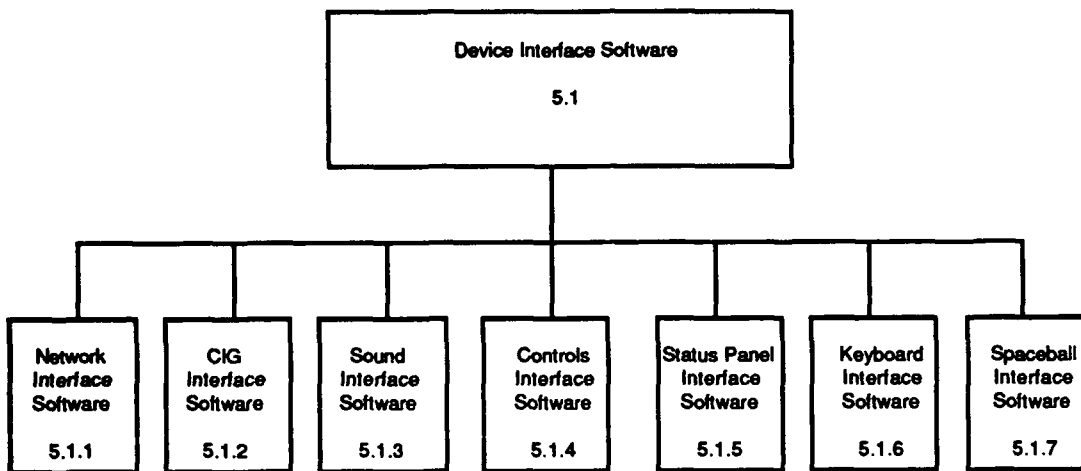 Device Interface Software
5.1
Network
Interface
Software
5.1.1
CIG
Interface
Software
5.1.2
Sound
Interface
Software
5.1.3
Controls
Interface
Software
5.1.4
Status Panel
Interface
Software
5.1.5
Keyboard
Interface
Software
5.1.6
Spaceball
Interface
Software
5.1.7